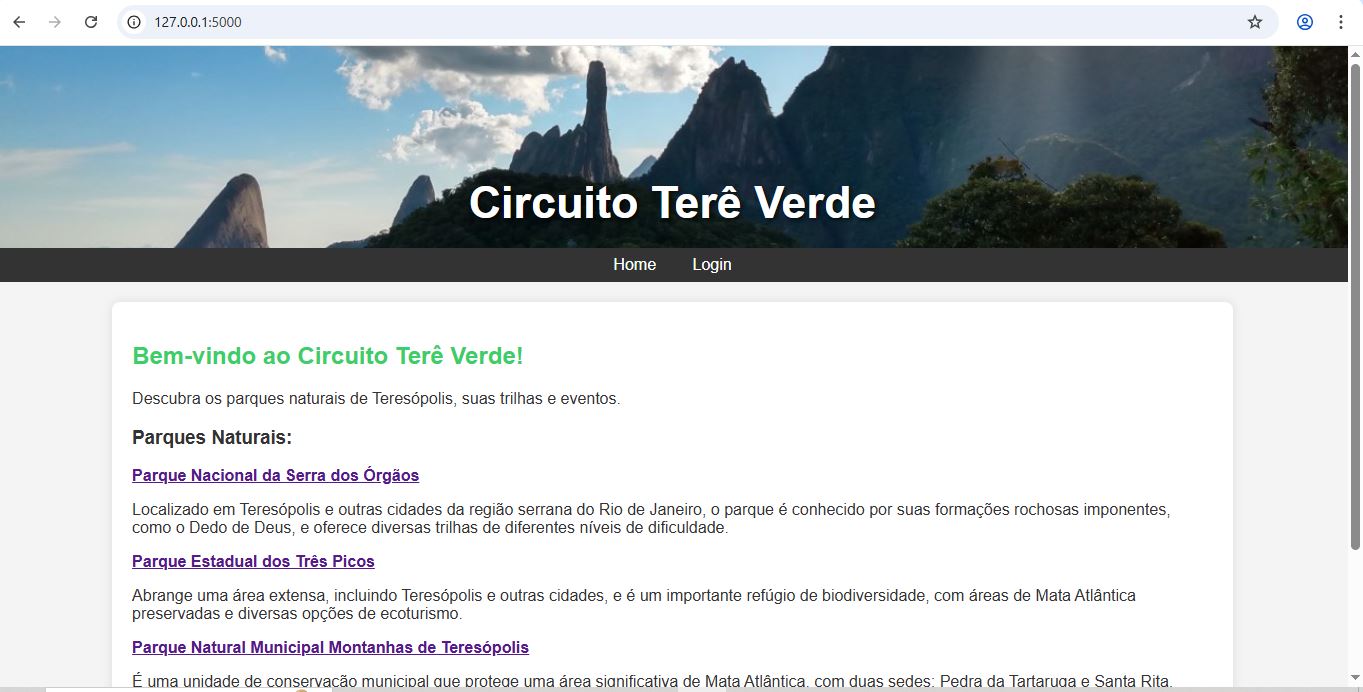 127.0.0.1:5000
Circuito Terê Verde
Home Login
Bem-vindo ao Circuito Terê Verde!
Descubra os parques naturais de Teresópolis, suas trilhas e eventos.
Parques Naturais:
Parque Nacional da Serra dos Órgãos
Localizado em Teresópolis e outras cidades da região serrana do Rio de Janeiro, o parque é conhecido por suas formações rochosas imponentes,
como o Dedo de Deus, e oferece diversas trilhas de diferentes níveis de dificuldade.
Parque Estadual dos Três Picos
Abrange uma área extensa, incluindo Teresópolis e outras cidades, e é um importante refúgio de biodiversidade, com áreas de Mata Atlântica
preservadas e diversas opções de ecoturismo.
Parque Natural Municipal Montanhas de Teresópolis
É uma unidade de conservação municipal que protege uma área significativa de Mata Atlântica, com duas sedes: Pedra da Tartaruga e Santa Rita.